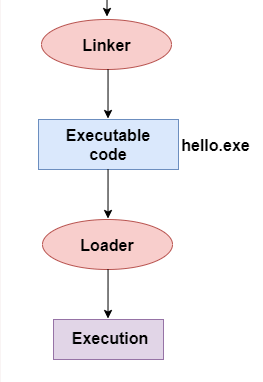 Linker
Executable
code
hello.exe
Loader
Execution